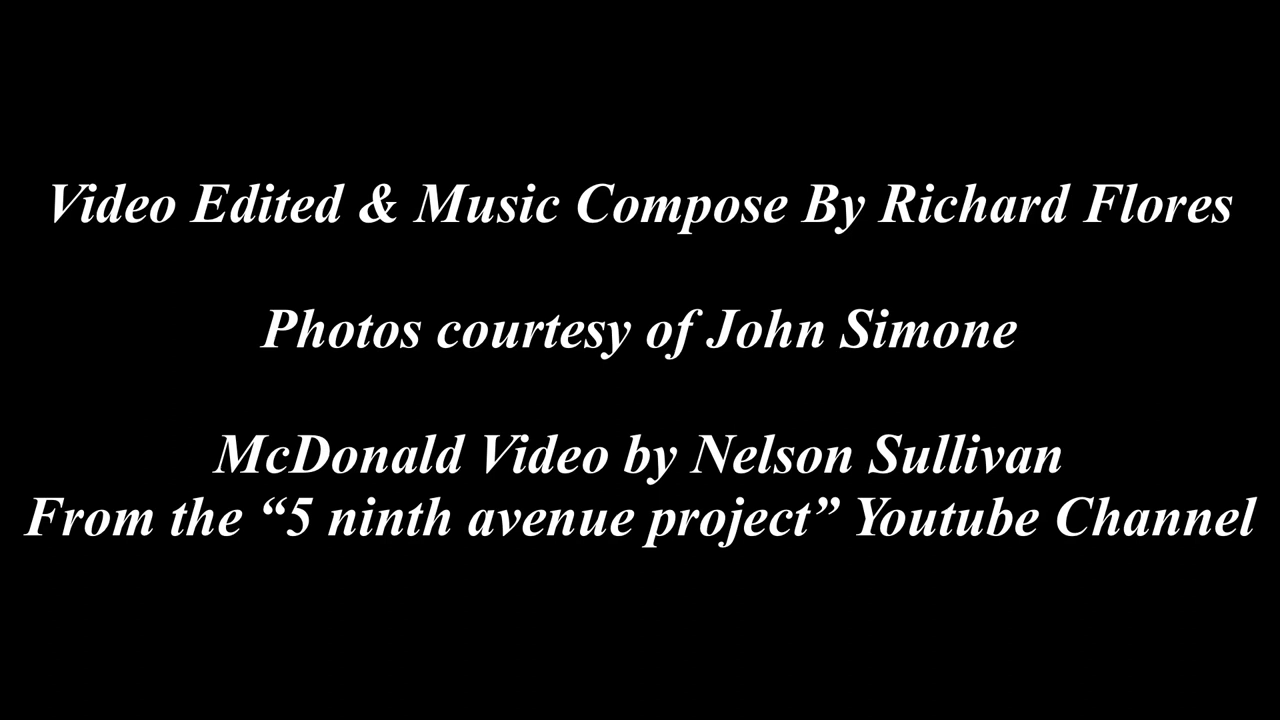 Video Edited & Music Compose By Richard Flores
Photos courtesy of John Simone
McDonald Video by Nelson Sullivan
From the “5 ninth avenue project” Youtube Channel